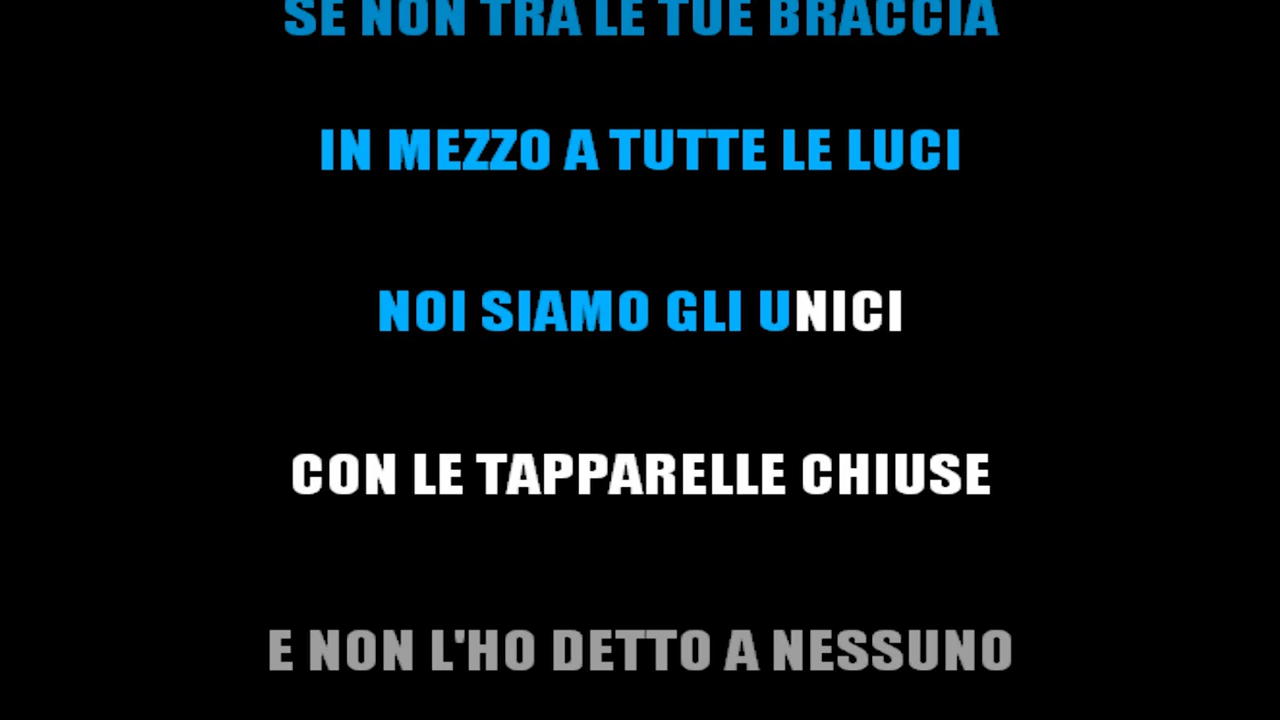 SE NON TRA LE TUE BRACCIA
IN MEZZO A TUTTE LE LUCI
NOI SIAMO GLI UNICI
CON LE TAPPARELLE CHIUSE
E NON L'HO DETTO A NESSUNO